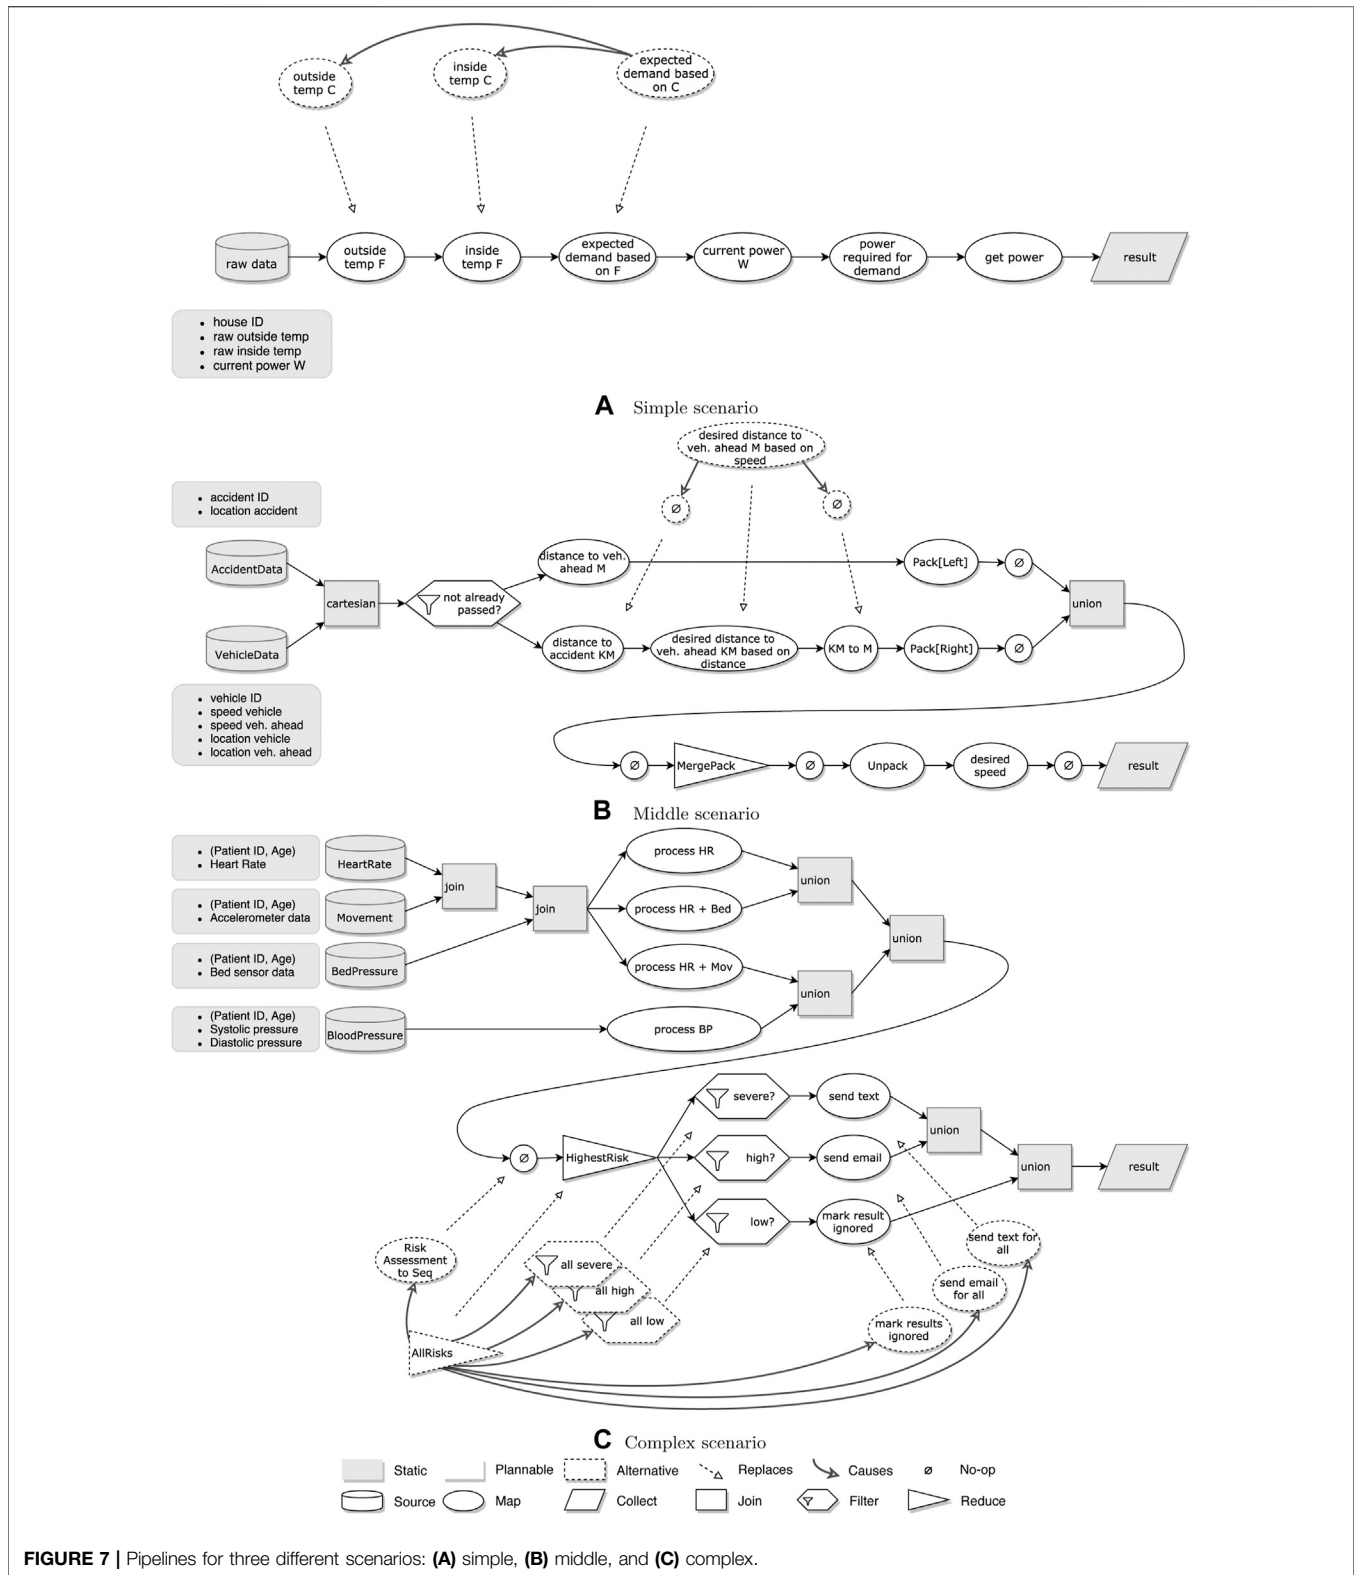 outside
temp C
inside
temp C
expected
demand based
on C
raw data
outside
temp F
inside
temp F
expected
demand based
on F
current power
W
power
required for
demand
get power
result
• house ID
• raw outside temp
• raw inside temp
• current power W
A Simple scenario
desired distance to
veh. ahead M based on
speed
• accident ID
• location accident
∅
∅
AccidentData
VehicleData
cartesian
not already
passed?
distance to veh.
ahead M
Pack[Left]
∅
union
distance to
accident KM
desired distance to
veh. ahead KM based on
distance
KM to M
Pack[Right]
∅
• vehicle ID
• speed vehicle
• speed veh. ahead
• location vehicle
• location veh. ahead
∅
MergePack
∅
Unpack
desired
speed
∅
result
B Middle scenario
• (Patient ID, Age)
• Heart Rate
HeartRate
• (Patient ID, Age)
• Accelerometer data
Movement
• (Patient ID, Age)
• Bed sensor data
BedPressure
• (Patient ID, Age)
• Systolic pressure
• Diastolic pressure
BloodPressure
join
join
process HR
process HR + Bed
process HR + Mov
process BP
union
union
union
∅
HighestRisk
severe?
high?
low?
send text
send email
mark result
ignored
union
union
result
Risk
Assessment
to Seq
all severe
all high
all low
AllRisks
send text for
all
send email
for all
mark results
ignored
C Complex scenario
Static
Plannable
Alternative
Replaces
Causes
∅ No-op
Source
Map
Collect
Join
Filter
Reduce
FIGURE 7 | Pipelines for three different scenarios: (A) simple, (B) middle, and (C) complex.